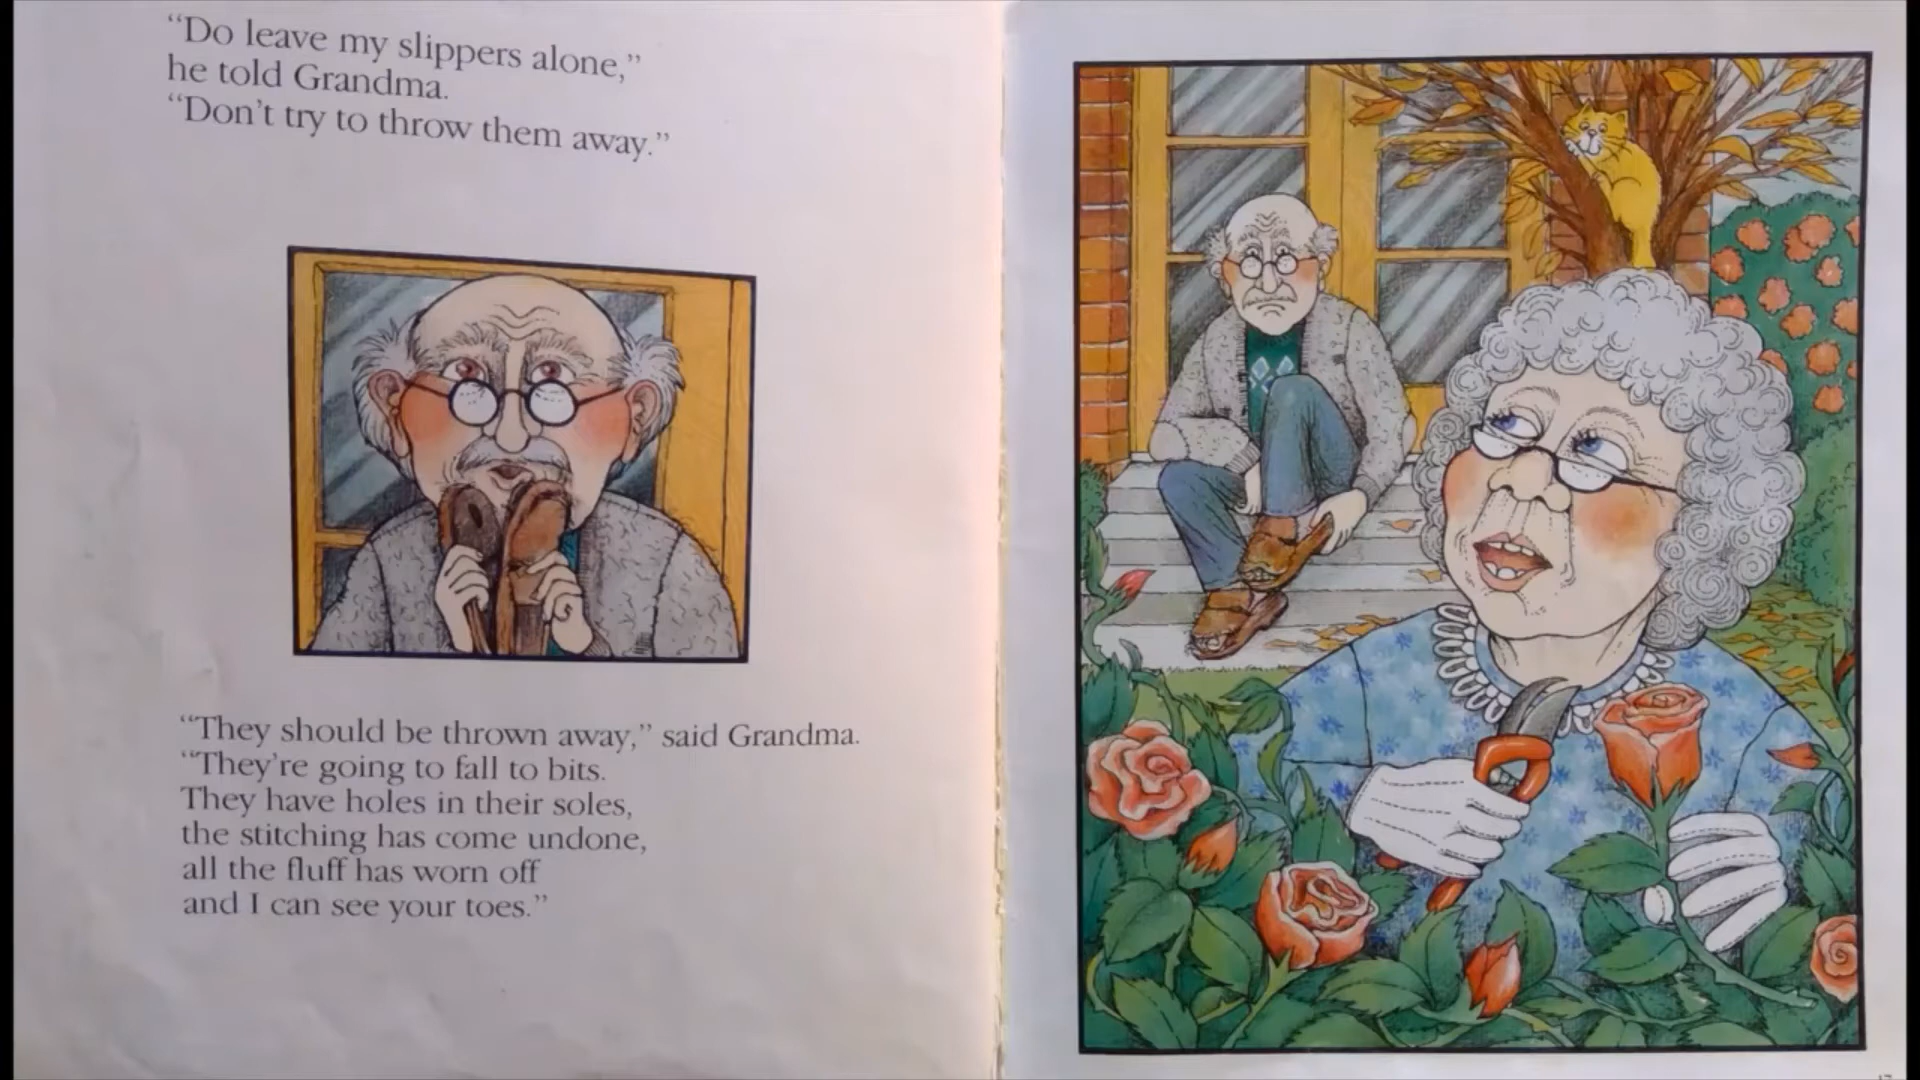 “Do leave my slippers alone,”
he told Grandma.
“Don’t try to throw them away.”
“They should be thrown away,” said Grandma.
“They’re going to fall to bits.
They have holes in their soles,
the stitching has come undone,
all the fluff has worn off
and I can see your toes.”